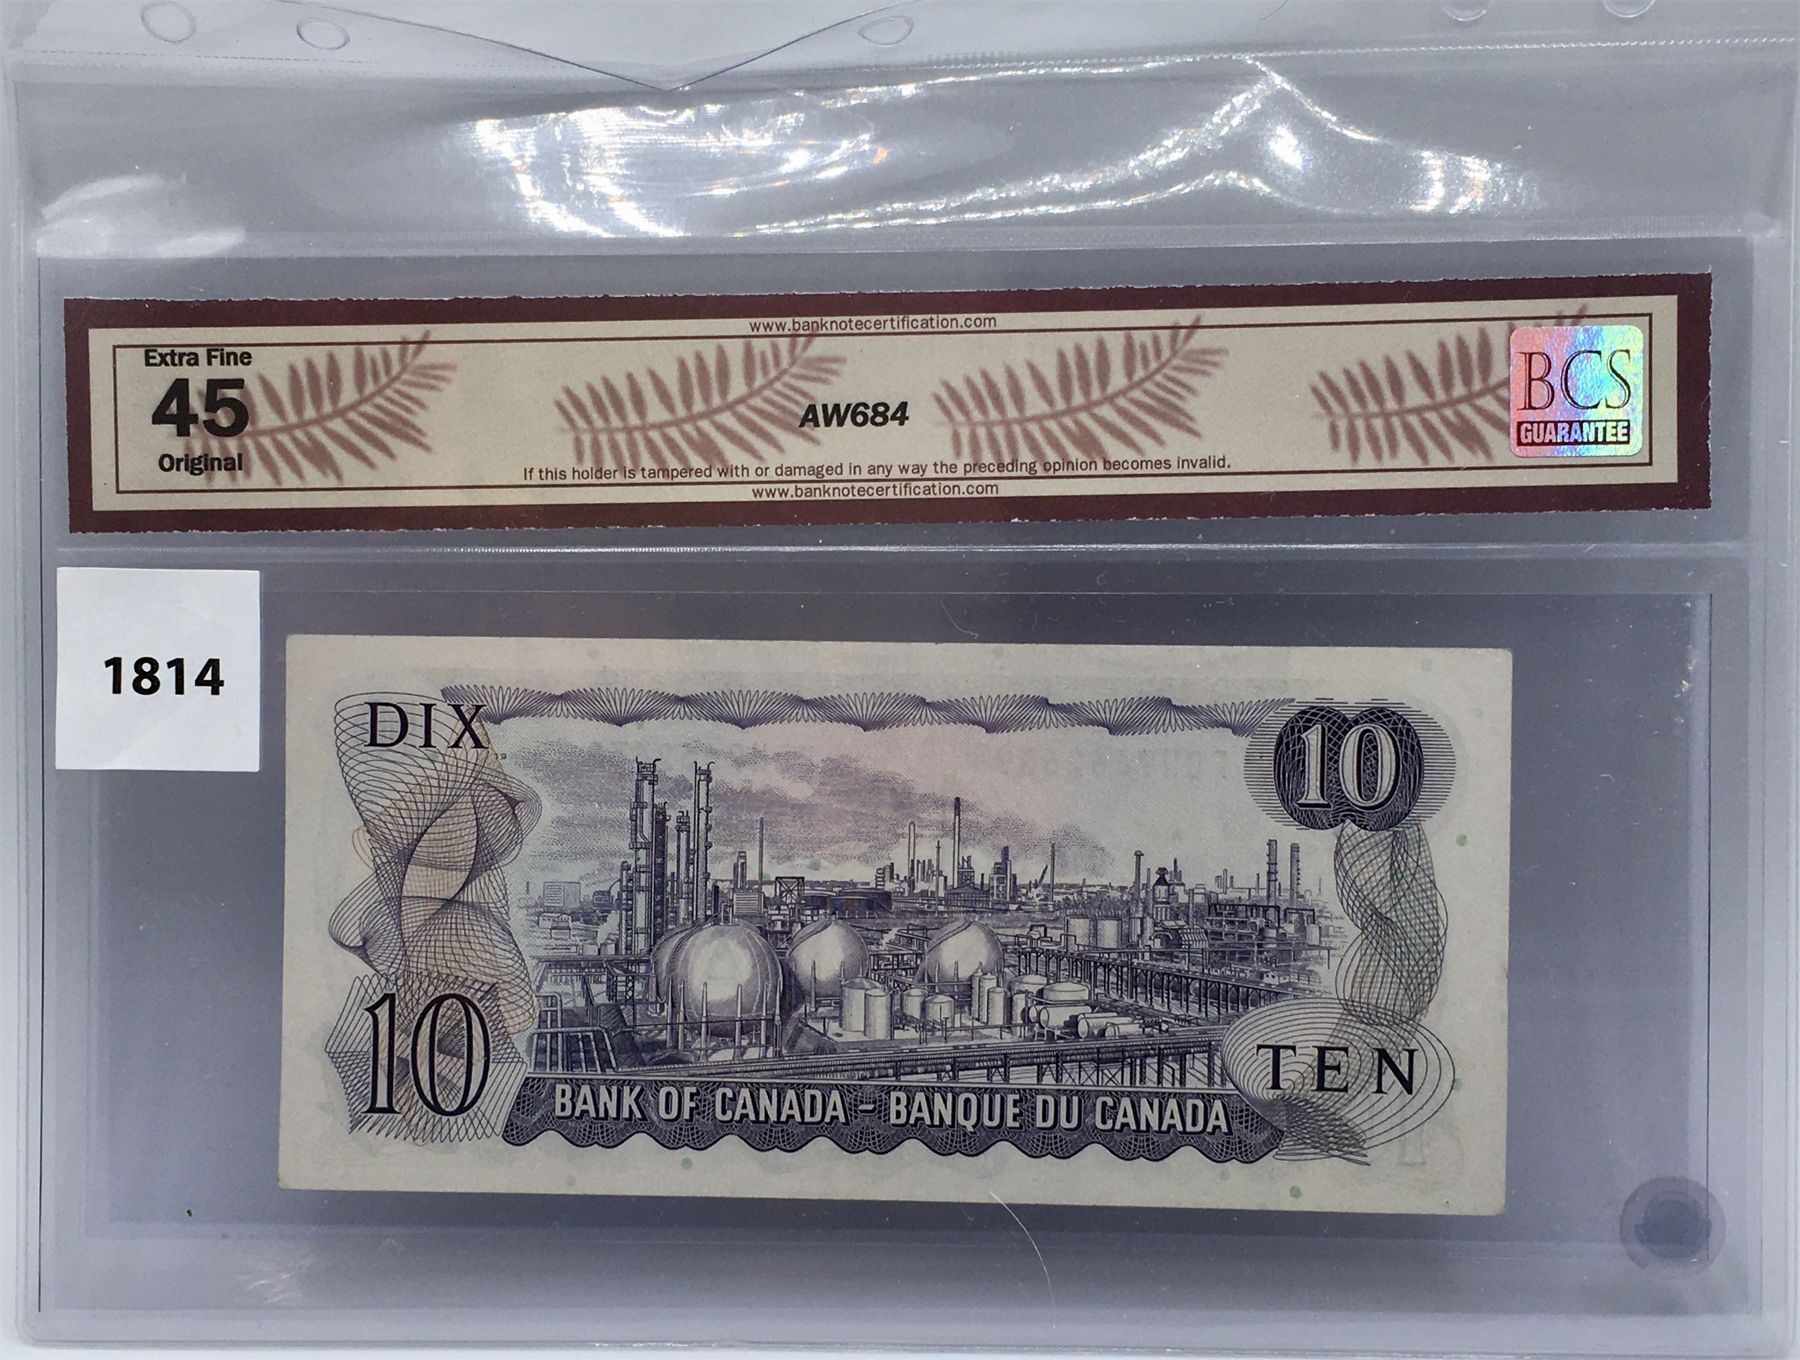 www.banknotecertification.com
Extra Fine
45
Original
AW684
BCS
GUARANTEE
If this holder is tampered with or damaged in any way the preceding opinion becomes invalid.
www.banknotecertification.com
1814
DIX
10
10
TEN
BANK OF CANADA – BANQUE DU CANADA